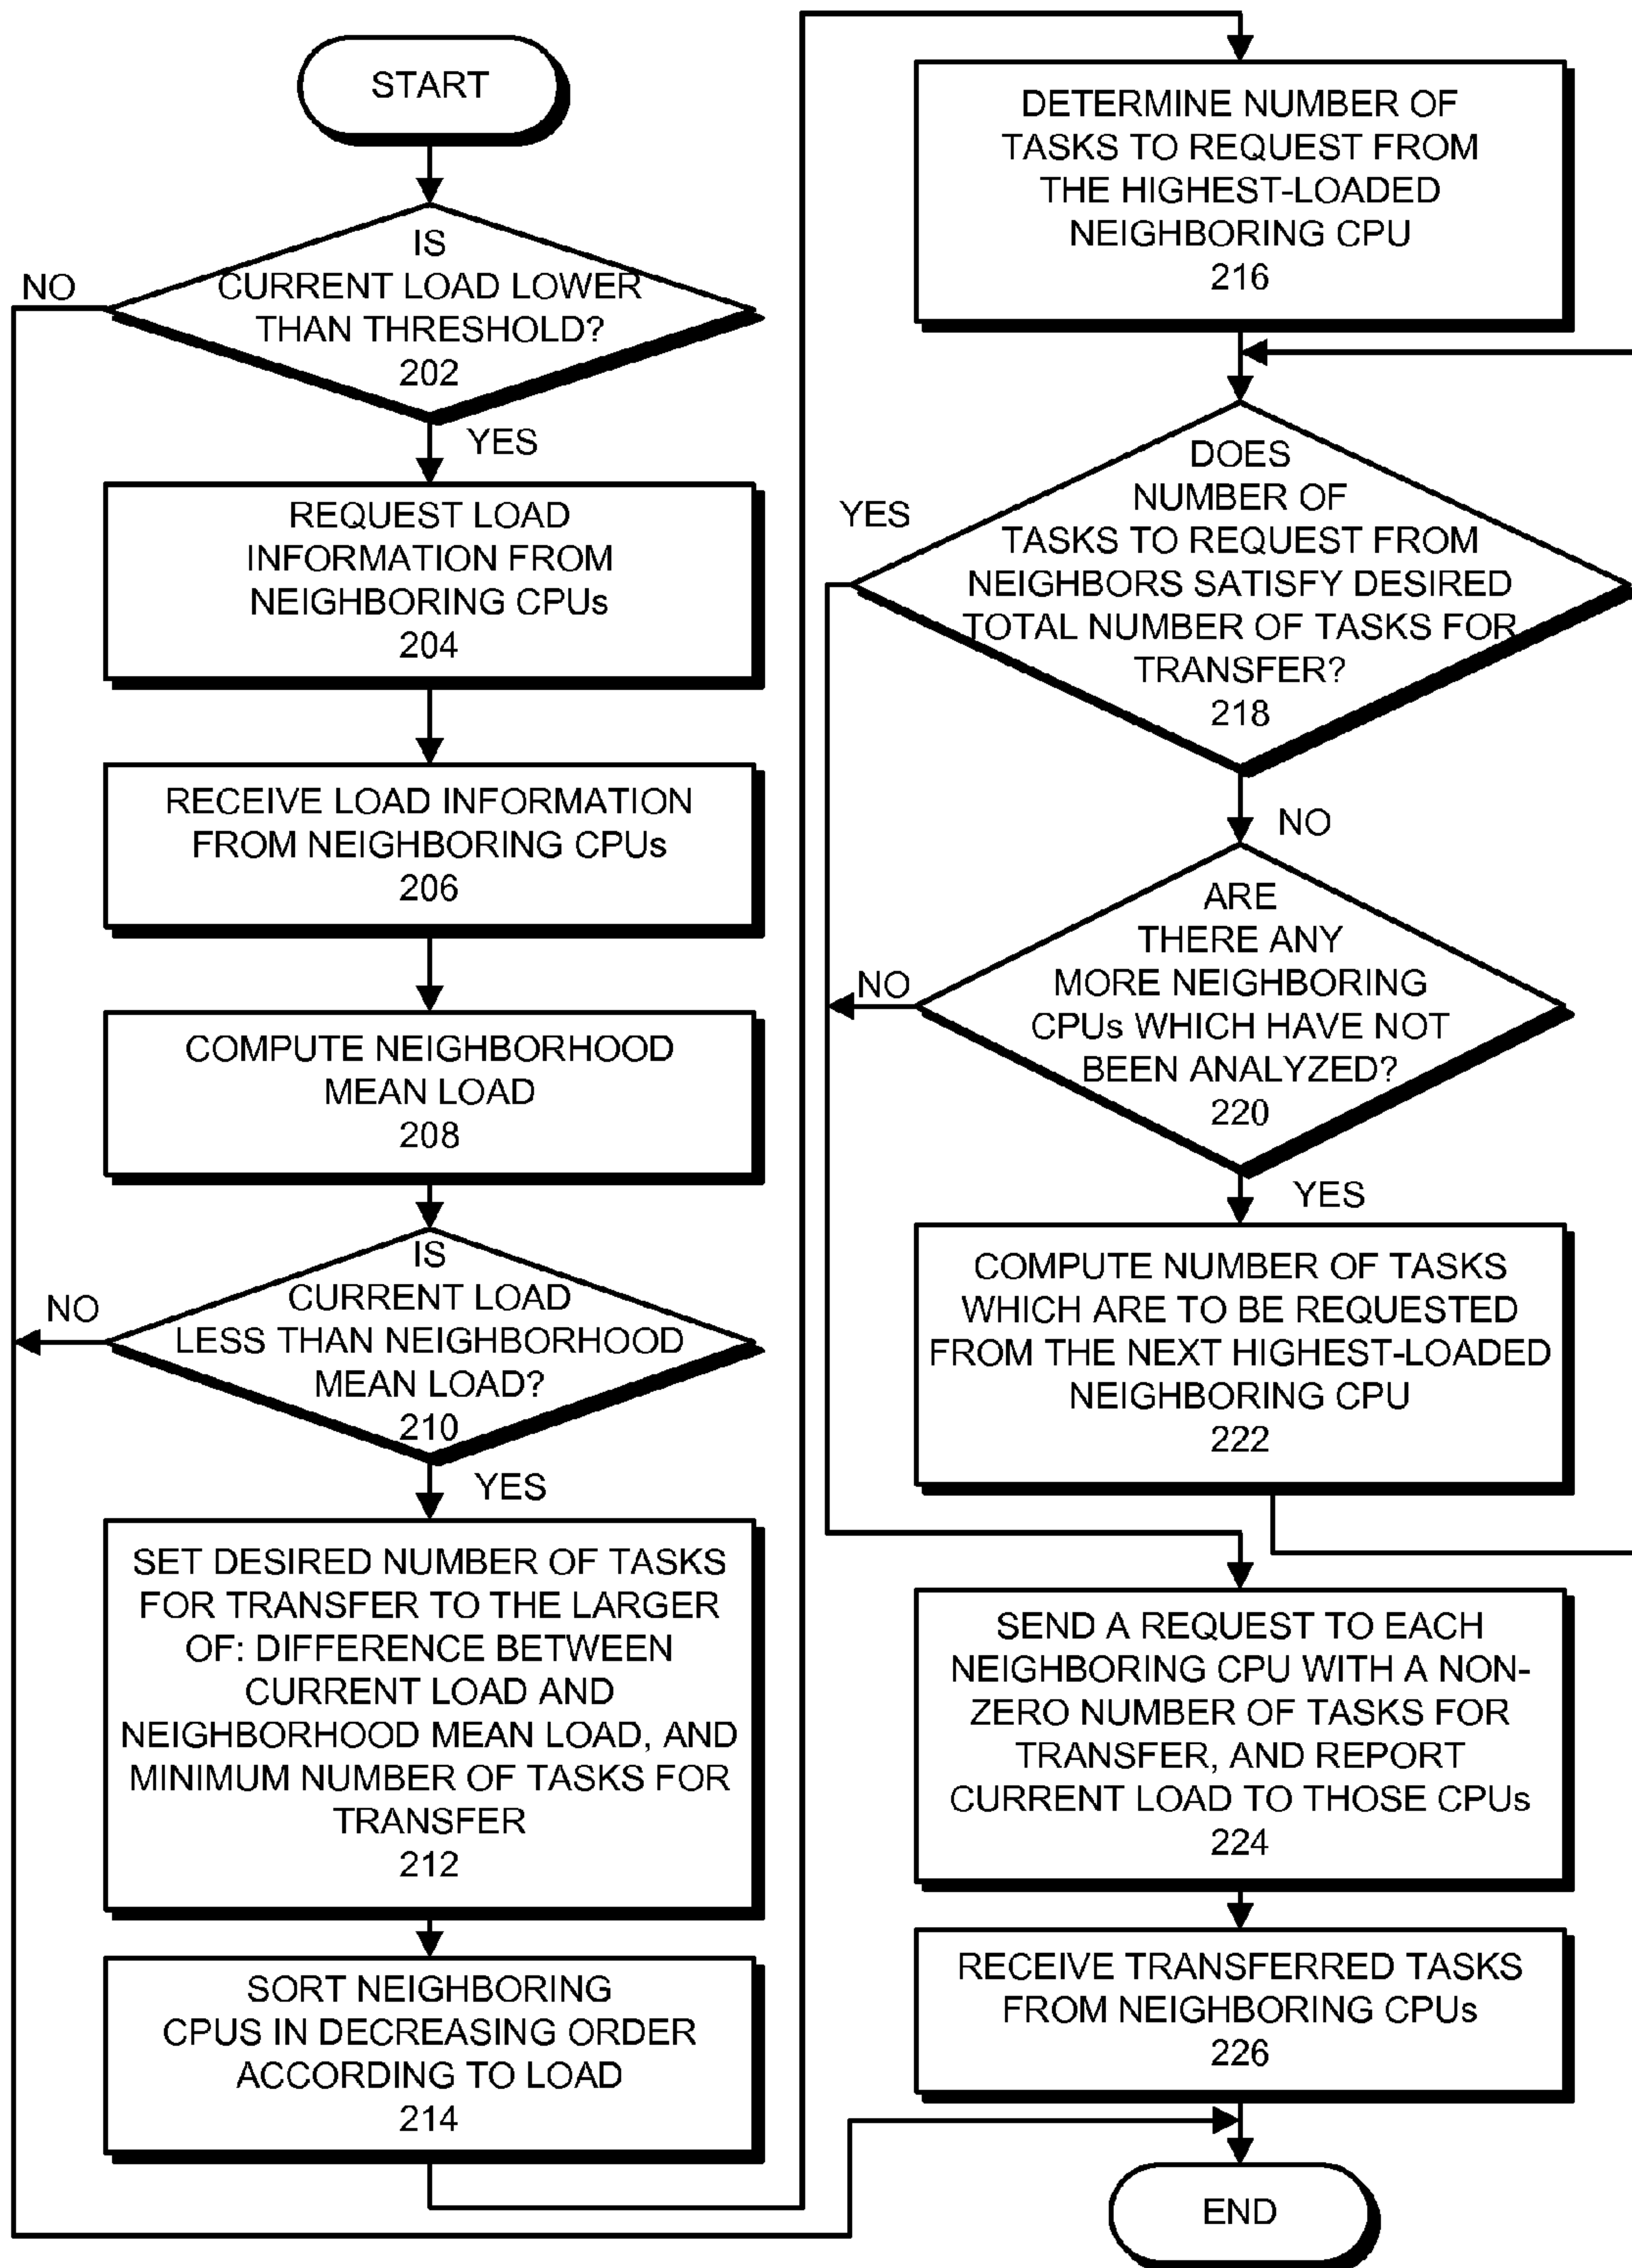 START
IS
CURRENT LOAD LOWER
THAN THRESHOLD?
202
NO
YES
REQUEST LOAD
INFORMATION FROM
NEIGHBORING CPUs
204
RECEIVE LOAD INFORMATION
FROM NEIGHBORING CPUs
206
COMPUTE NEIGHBORHOOD
MEAN LOAD
208
IS
CURRENT LOAD
LESS THAN NEIGHBORHOOD
MEAN LOAD?
210
NO
YES
SET DESIRED NUMBER OF TASKS
FOR TRANSFER TO THE LARGER
OF: DIFFERENCE BETWEEN
CURRENT LOAD AND
NEIGHBORHOOD MEAN LOAD, AND
MINIMUM NUMBER OF TASKS FOR
TRANSFER
212
SORT NEIGHBORING
CPUS IN DECREASING ORDER
ACCORDING TO LOAD
214
DETERMINE NUMBER OF
TASKS TO REQUEST FROM
THE HIGHEST-LOADED
NEIGHBORING CPU
216
DOES
NUMBER OF
TASKS TO REQUEST FROM
NEIGHBORS SATISFY DESIRED
TOTAL NUMBER OF TASKS FOR
TRANSFER?
218
YES
NO
ARE
THERE ANY
MORE NEIGHBORING
CPUs WHICH HAVE NOT
BEEN ANALYZED?
220
NO
YES
COMPUTE NUMBER OF TASKS
WHICH ARE TO BE REQUESTED
FROM THE NEXT HIGHEST-LOADED
NEIGHBORING CPU
222
SEND A REQUEST TO EACH
NEIGHBORING CPU WITH A NON-
ZERO NUMBER OF TASKS FOR
TRANSFER, AND REPORT
CURRENT LOAD TO THOSE CPUs
224
RECEIVE TRANSFERRED TASKS
FROM NEIGHBORING CPUs
226
END